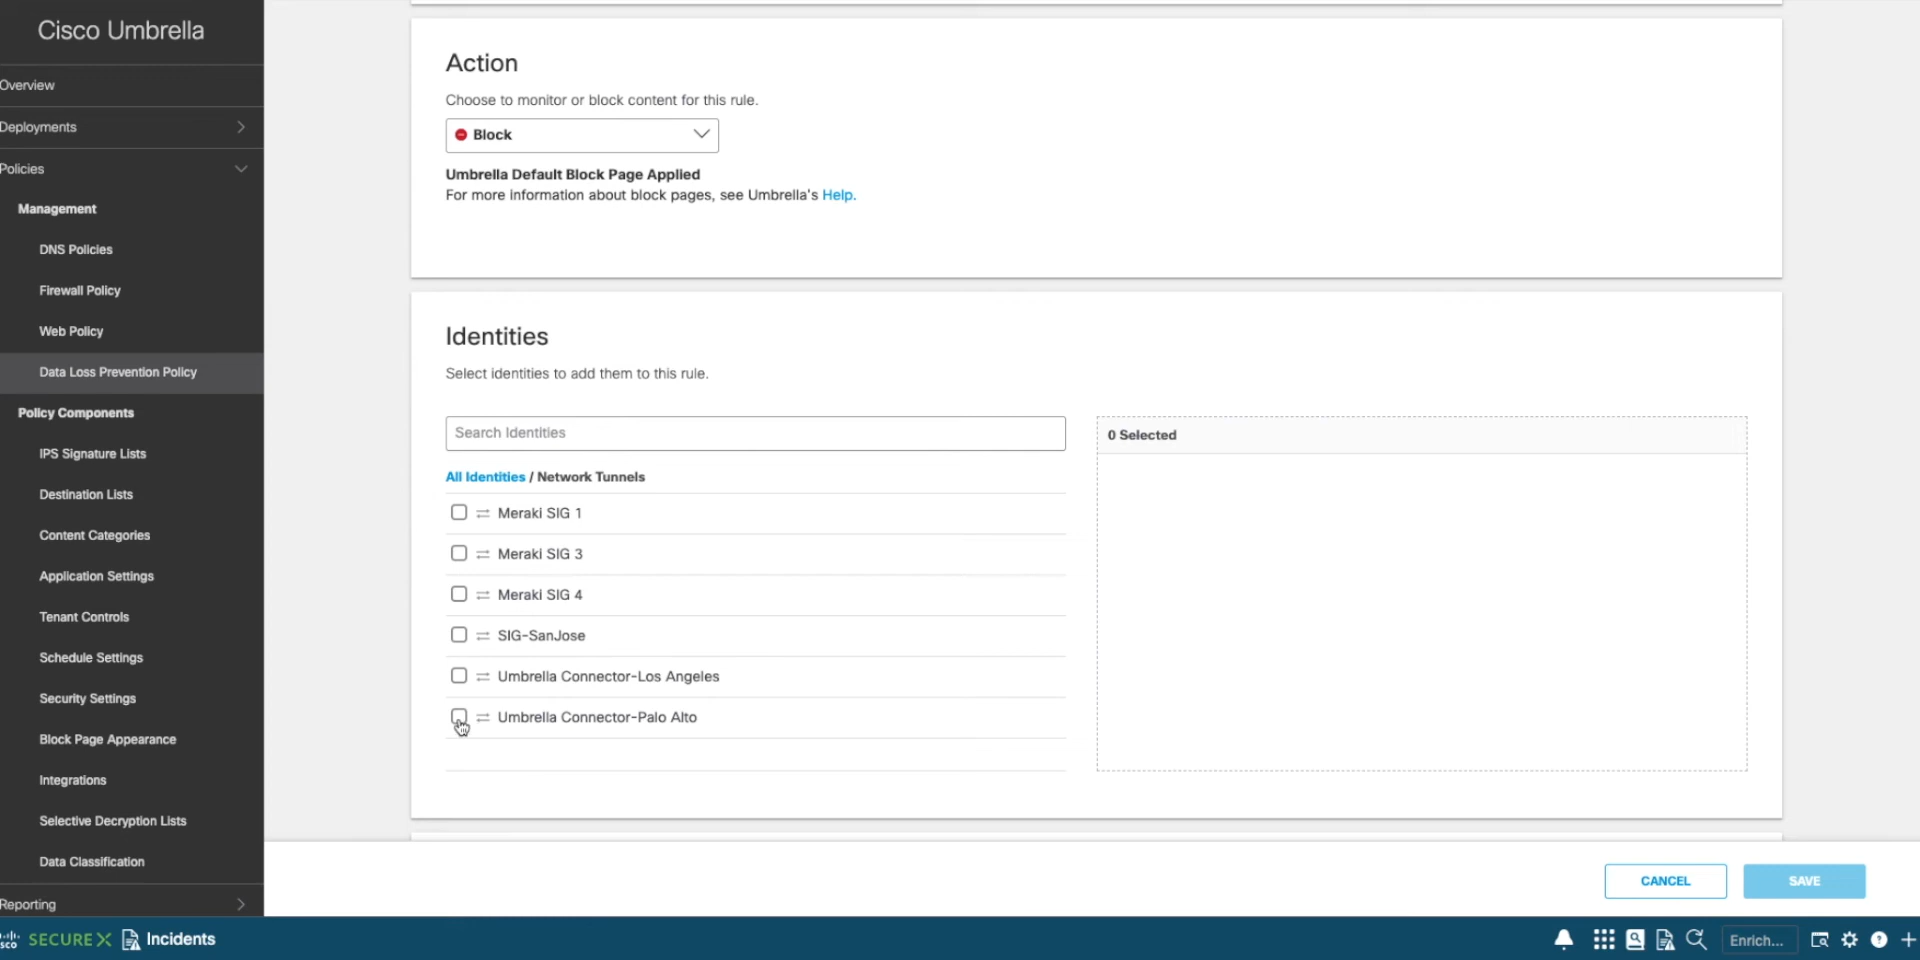 Cisco Umbrella
Overview
Deployments
Policies
Management
DNS Policies
Firewall Policy
Web Policy
Data Loss Prevention Policy
Policy Components
IPS Signature Lists
Destination Lists
Content Categories
Application Settings
Tenant Controls
Schedule Settings
Security Settings
Block Page Appearance
Integrations
Selective Decryption Lists
Data Classification
Reporting
Action
Choose to monitor or block content for this rule.
Block
Umbrella Default Block Page Applied
For more information about block pages, see Umbrella's Help.
Identities
Select identities to add them to this rule.
Search Identities
0 Selected
All Identities / Network Tunnels
Meraki SIG 1
Meraki SIG 3
Meraki SIG 4
SIG-SanJose
Umbrella Connector-Los Angeles
Umbrella Connector-Palo Alto
CANCEL
SAVE
SECUREX
Incidents
Enrich...